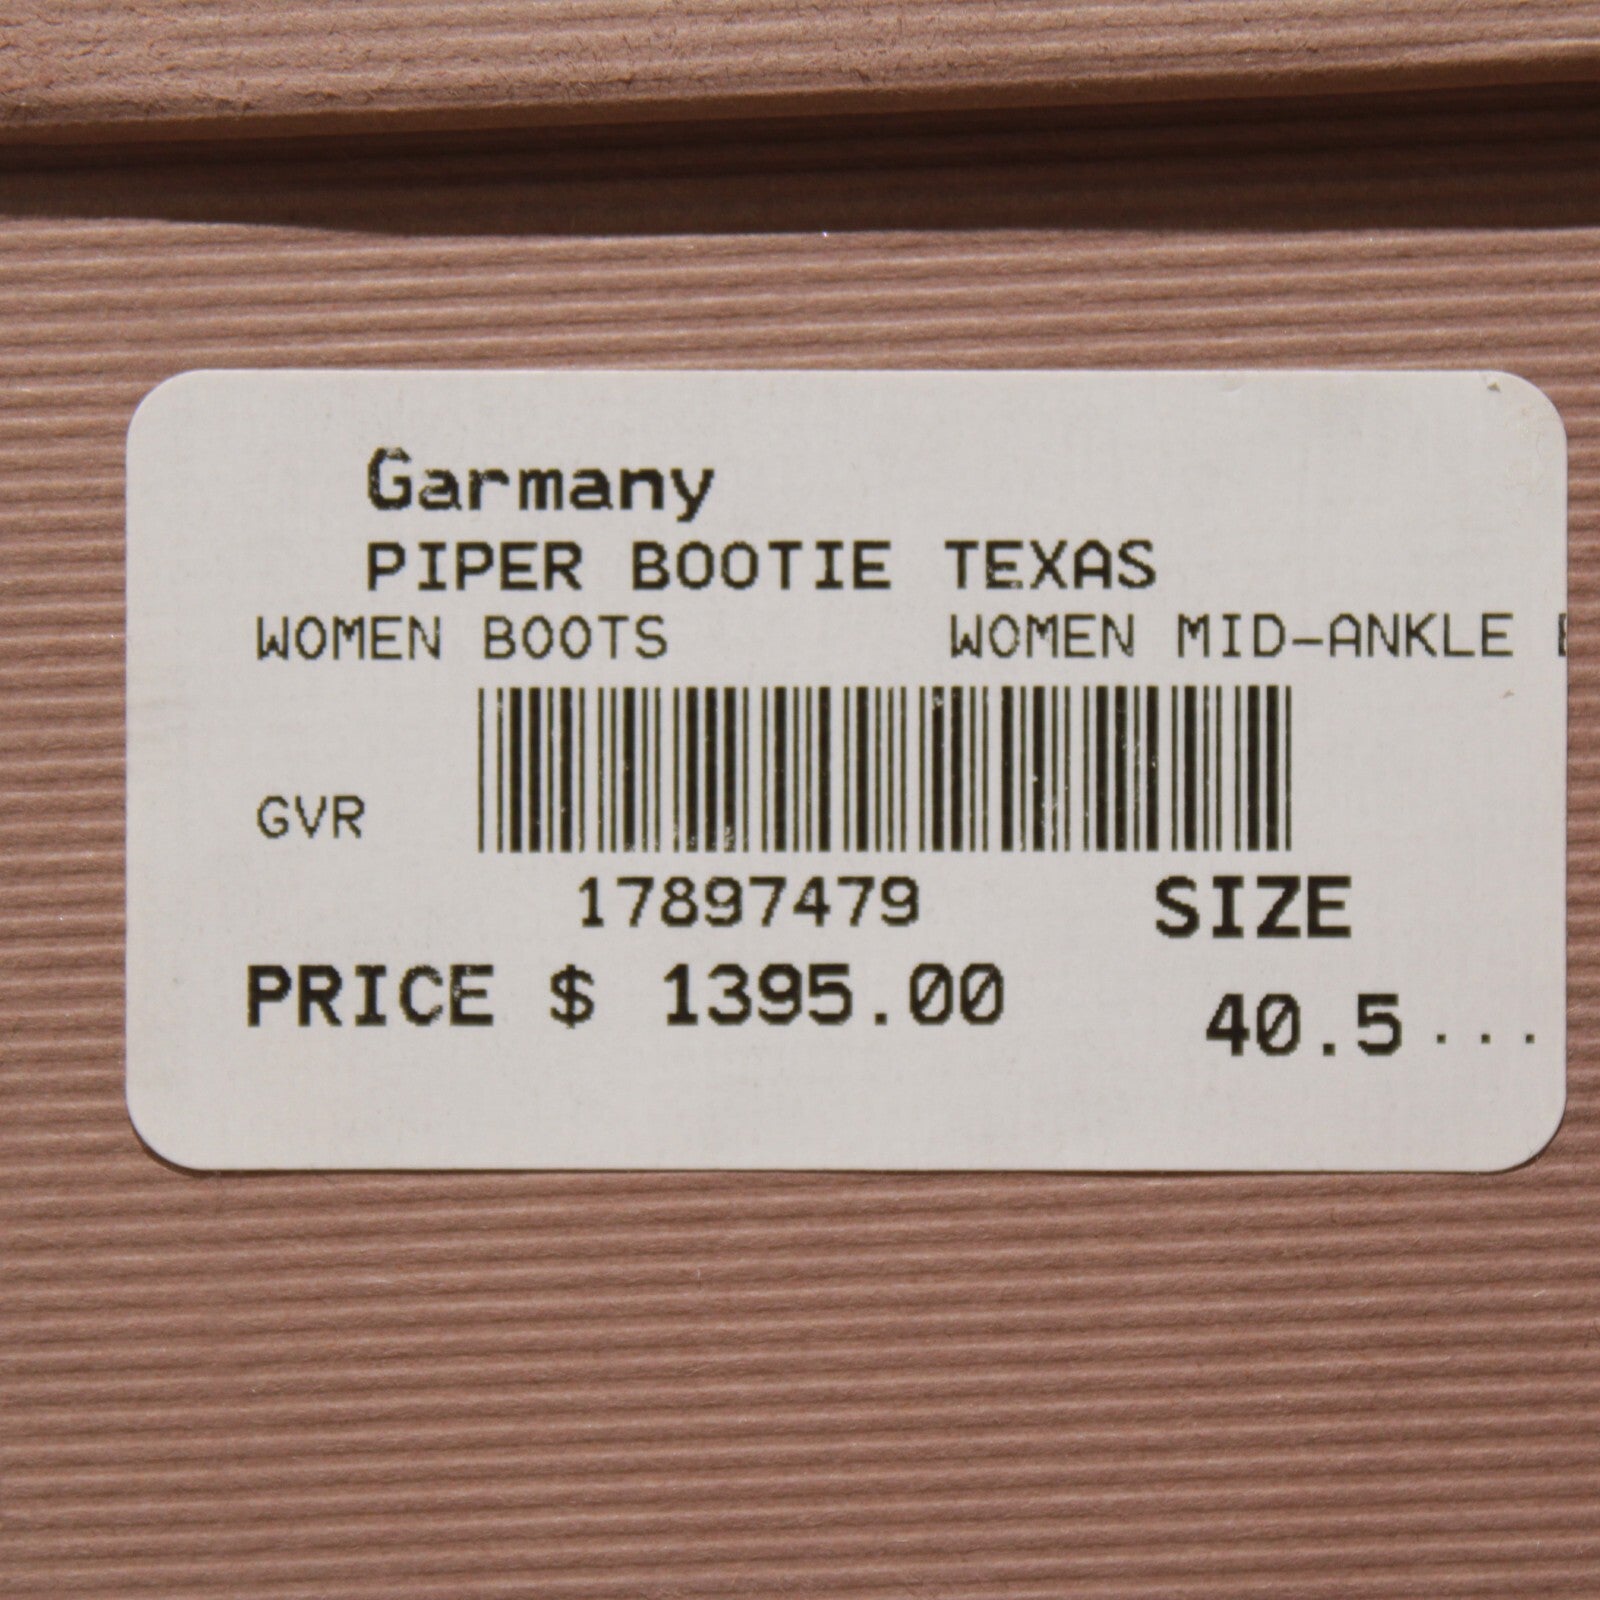 Garmany
PIPER BOOTIE TEXAS
WOMEN BOOTS WOMEN MID-ANKLE
GVR
17897479 SIZE
PRICE $ 1395.00 40.5...